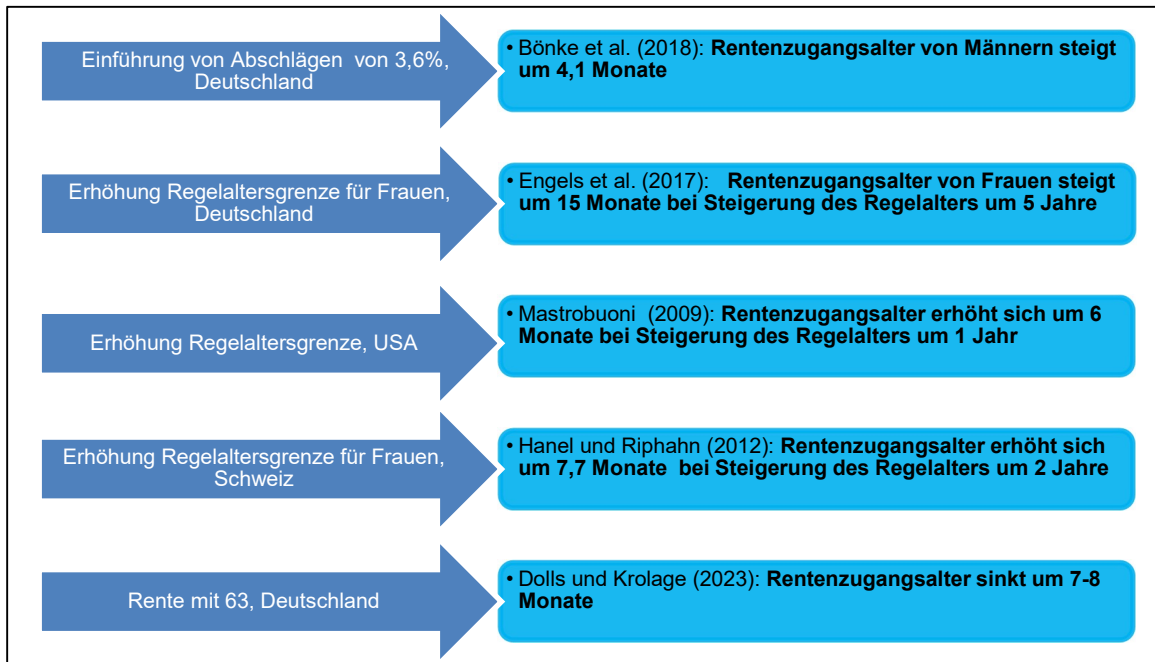 Einführung von Abschlägen von 3,6%,
Deutschland
• Bönke et al. (2018): Rentenzugangsalter von Männern steigt
um 4,1 Monate
Erhöhung Regelaltersgrenze für Frauen,
Deutschland
• Engels et al. (2017): Rentenzugangsalter von Frauen steigt
um 15 Monate bei Steigerung des Regelalters um 5 Jahre
Erhöhung Regelaltersgrenze, USA
• Mastrobuoni (2009): Rentenzugangsalter erhöht sich um 6
Monate bei Steigerung des Regelalters um 1 Jahr
Erhöhung Regelaltersgrenze für Frauen,
Schweiz
• Hanel und Riphahn (2012): Rentenzugangsalter erhöht sich
um 7,7 Monate bei Steigerung des Regelalters um 2 Jahre
Rente mit 63, Deutschland
• Dolls und Krolage (2023): Rentenzugangsalter sinkt um 7-8
Monate